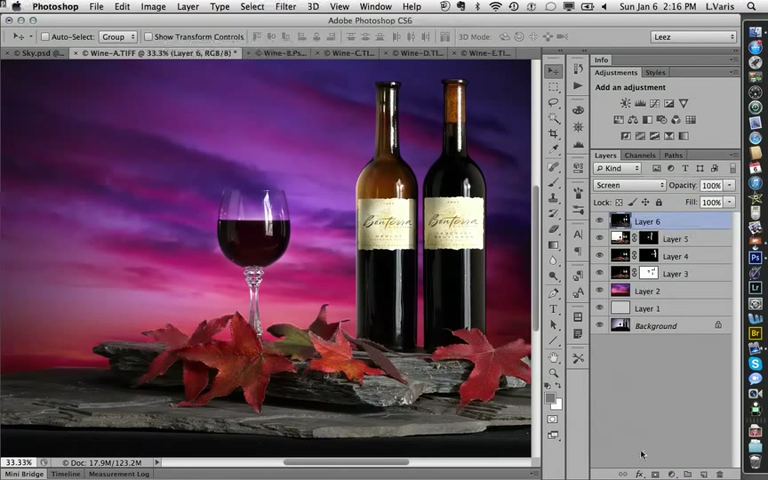 Photoshop File Edit Image Layer Type Select Filter 3D View Window Help Sun Jan 6 2:16 PM L.Varis
Adobe Photoshop CS6
Auto-Select: Group Show Transform Controls 3D Mode: Leez
Sky.psd @... Wine-A.TIFF @ 33.3% (Layer 6, RGB/8) * Wine-B.Ps... Wine-C.TI... Wine-D.TI... Wine-E.TI...
Info
Adjustments Styles
Add an adjustment
Layers Channels Paths
Kind
Screen Opacity: 100%
Lock: Fill: 100%
Layer 6
Layer 5
Layer 4
Layer 3
Layer 2
Layer 1
Background
Benterra
Benterra
33.33% Doc: 17.9M/123.2M
Mini Bridge Timeline Measurement Log